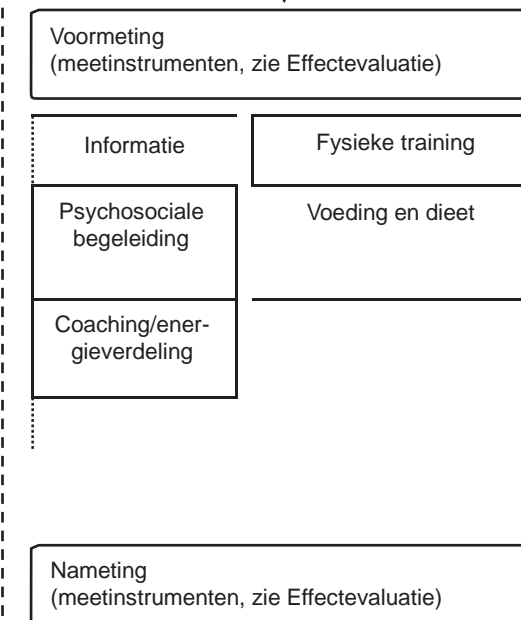 Voormeting
(meetinstrumenten, zie Effectevaluatie)
Informatie
Fysieke training
Psychosociale
begeleiding
Voeding en dieet
Coaching/ener-
gieverdeling
Nameting
(meetinstrumenten, zie Effectevaluatie)